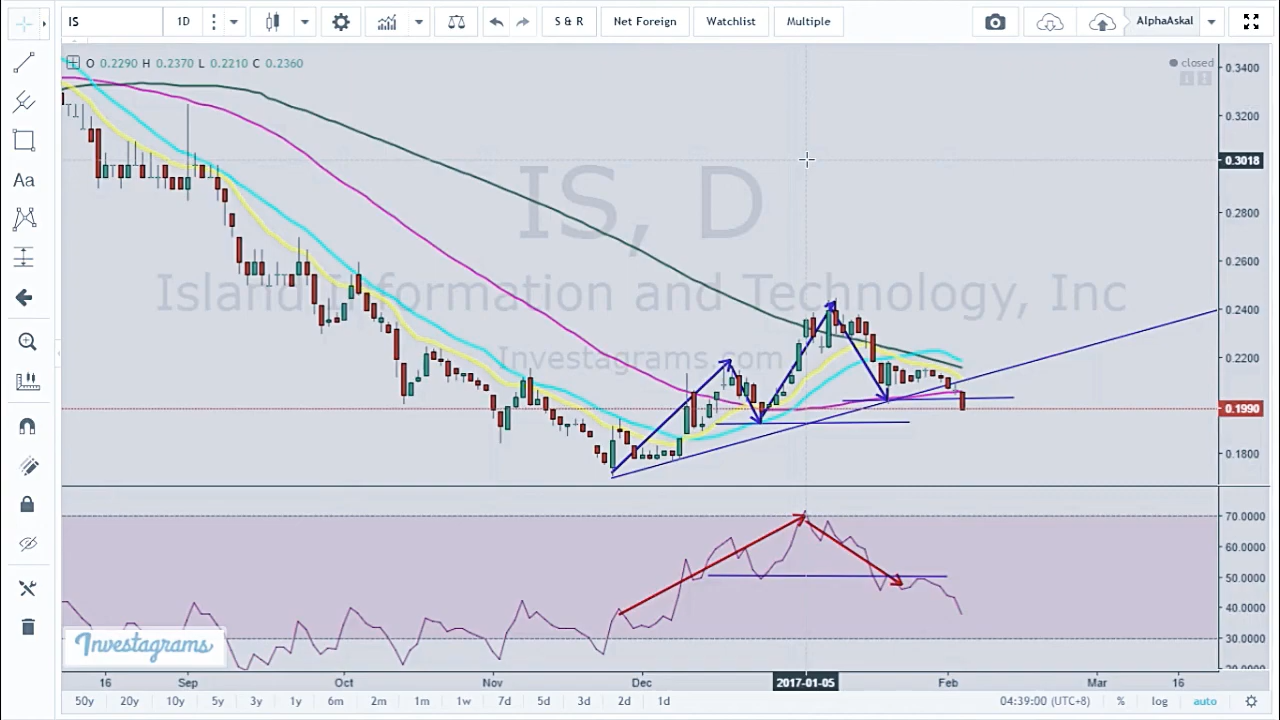 IS 1D S & R Net Foreign Watchlist Multiple AlphaAskal
O 0.2290 H 0.2370 L 0.2210 C 0.2360
closed
0.3400
0.3200
0.3018
0.2800
0.2600
0.2400
0.2200
0.1990
0.1800
IS, D
Island Information and Technology, Inc
Investagrams.com
Aa
70.0000
60.0000
50.0000
40.0000
30.0000
20.0000
Investagrams
16 Sep Oct Nov Dec 2017-01-05 Feb Mar 16
50y 20y 10y 5y 3y 1y 6m 2m 1m 1w 7d 5d 3d 2d 1d 04:39:00 (UTC+8) % log auto